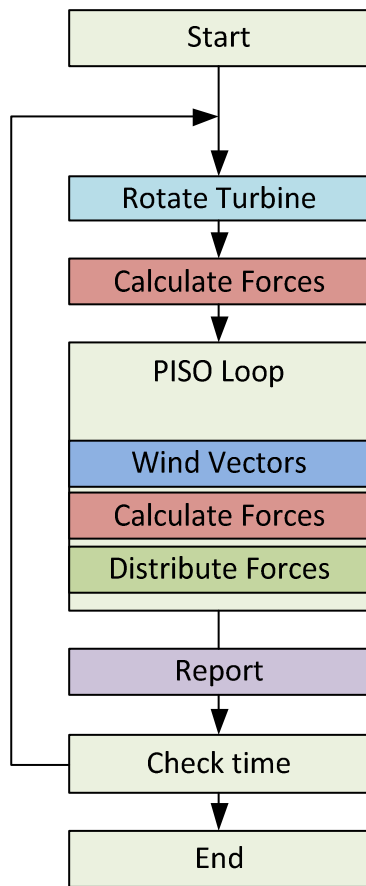 Start
Rotate Turbine
Calculate Forces
PISO Loop
Wind Vectors
Calculate Forces
Distribute Forces
Report
Check time
End